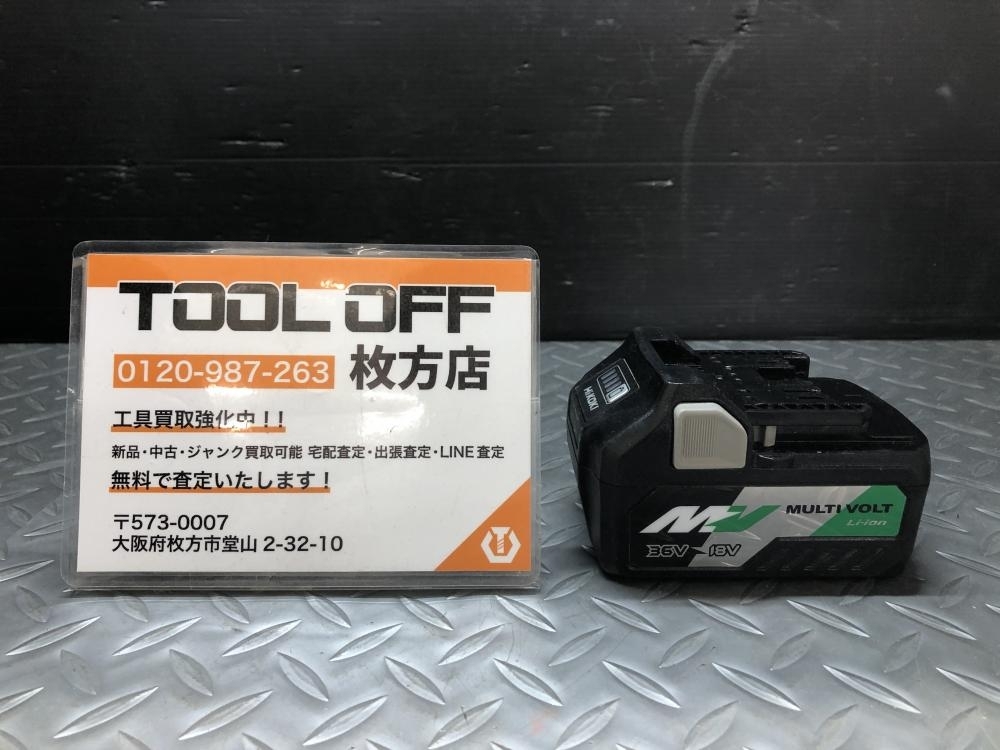 TOOL OFF
0120-987-263 枚方店
工具買取強化中！！
新品・中古・ジャンク買取可能 宅配査定・出張査定・LINE査定
無料で査定いたします！
〒573-0007
大阪府枚方市堂山 2-32-10
HiKOKI
MV MULTI VOLT
Li-ion
36V 18V